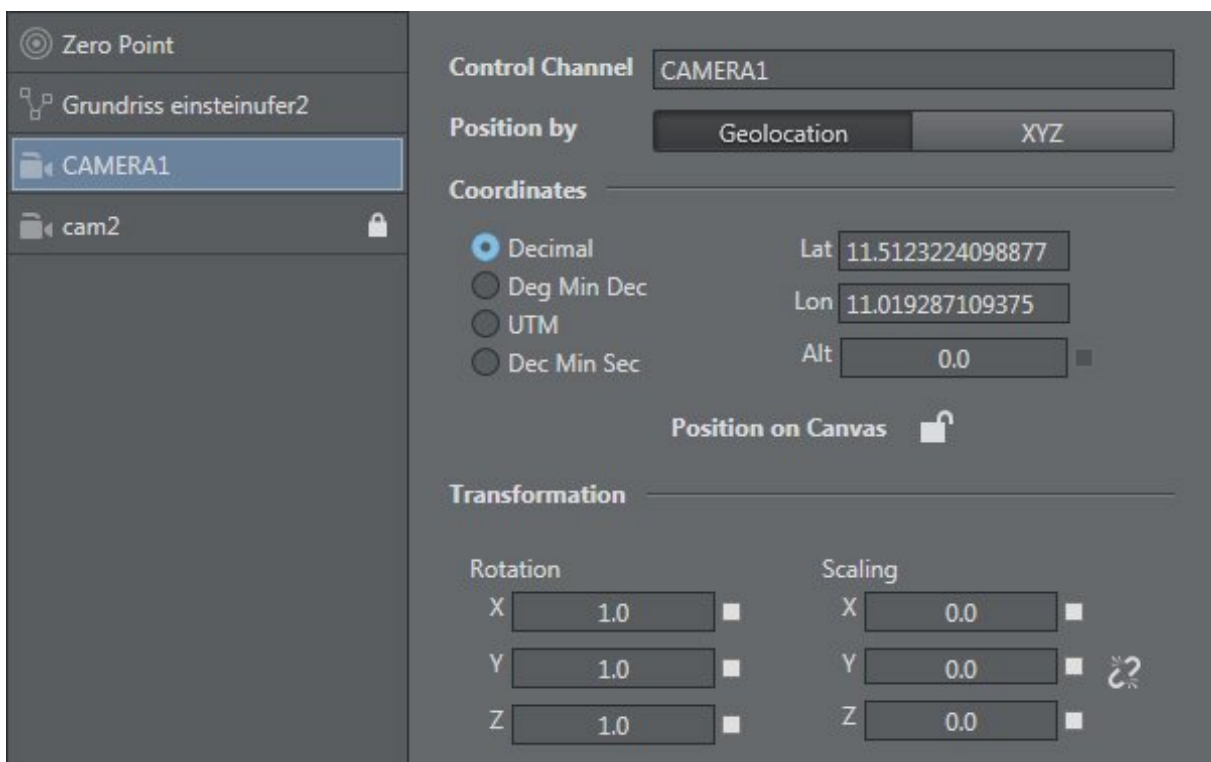 Zero Point
Grundriss einsteinufer2
CAMERA1
cam2
Control Channel CAMERA1
Position by Geolocation XYZ
Coordinates
Decimal Lat 11.5123224098877
Deg Min Dec Lon 11.019287109375
UTM
Dec Min Sec Alt 0.0
Position on Canvas
Transformation
Rotation Scaling
X 1.0 X 0.0
Y 1.0 Y 0.0
Z 1.0 Z 0.0